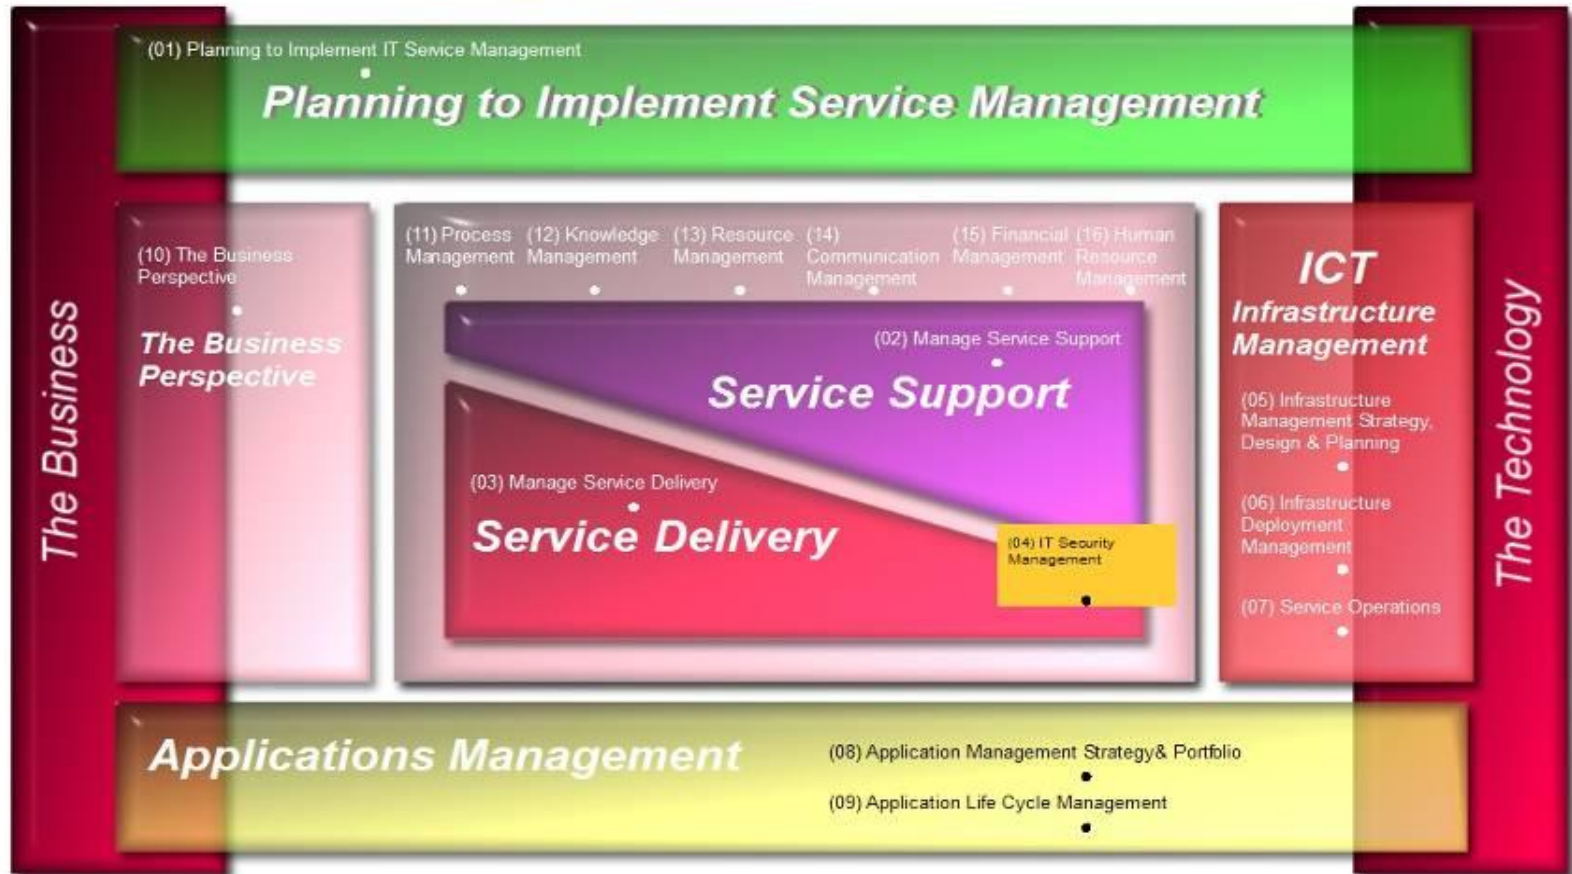 (01) Planning to Implement IT Service Management
Planning to Implement Service Management
The Business
(10) The Business
Perspective
The Business
Perspective
(11) Process
Management
(12) Knowledge
Management
(13) Resource
Management
(14)
Communication
Management
(15) Financial
Management
(16) Human
Resource
Management
(02) Manage Service Support
Service Support
(03) Manage Service Delivery
Service Delivery
(04) IT Security
Management
ICT
Infrastructure
Management
(05) Infrastructure
Management Strategy,
Design & Planning
(06) Infrastructure
Deployment
Management
(07) Service Operations
The Technology
Applications Management
(08) Application Management Strategy& Portfolio
(09) Application Life Cycle Management